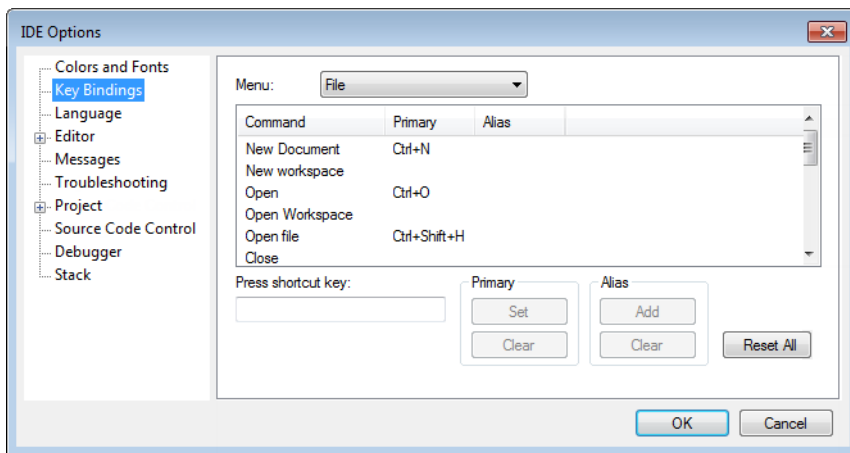 IDE Options
Colors and Fonts
Key Bindings
Language
Editor
Messages
Troubleshooting
Project
Source Code Control
Debugger
Stack
Menu: File
Command Primary Alias
New Document Ctrl+N
New workspace
Open Ctrl+O
Open Workspace
Open file Ctrl+Shift+H
Close
Press shortcut key: Primary Alias
Set Add
Clear Clear Reset All
OK Cancel